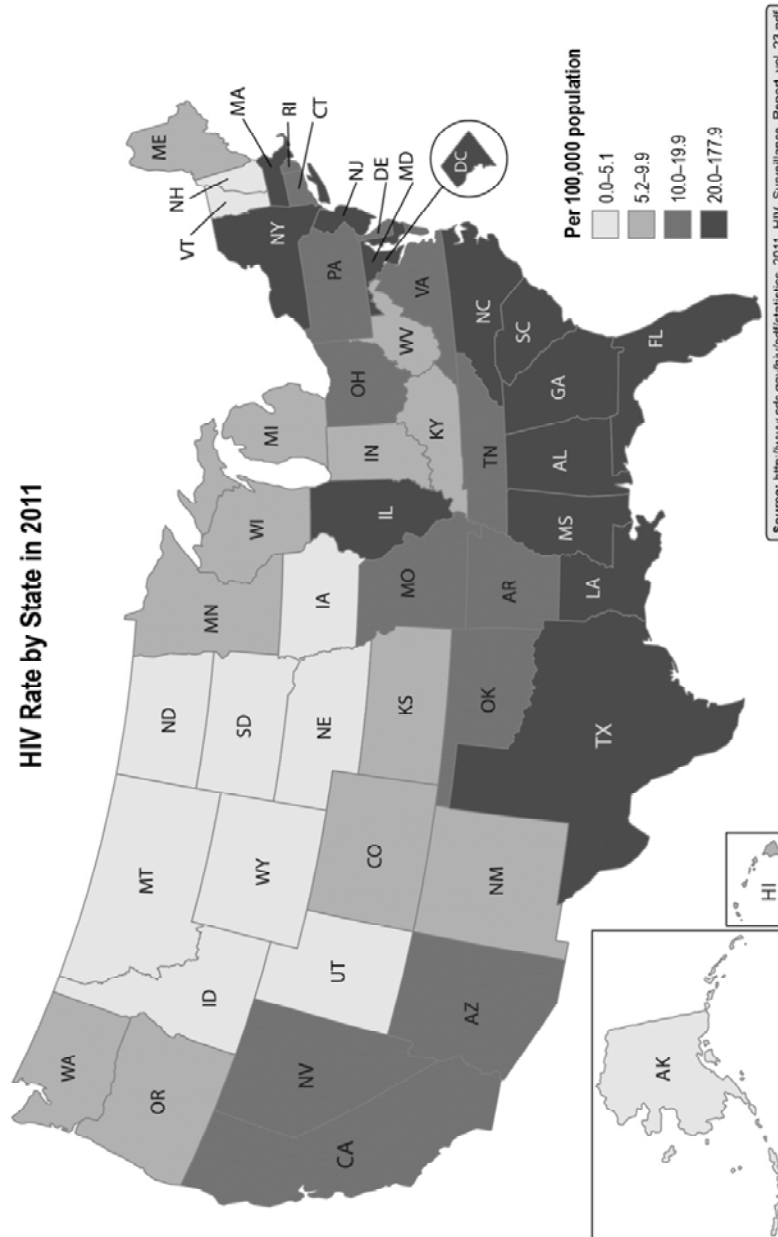 HIV Rate by State in 2011
WA
OR
CA
NV
ID
MT
WY
UT
AZ
CO
NM
ND
SD
NE
KS
OK
TX
MN
IA
MO
AR
LA
WI
IL
MI
IN
OH
KY
TN
MS
AL
GA
FL
SC
NC
VA
WV
PA
NY
VT
NH
ME
MA
RI
CT
NJ
DE
MD
DC
AK
HI
Per 100,000 population
0.0–5.1
5.2–9.9
10.0–19.9
20.0–177.9